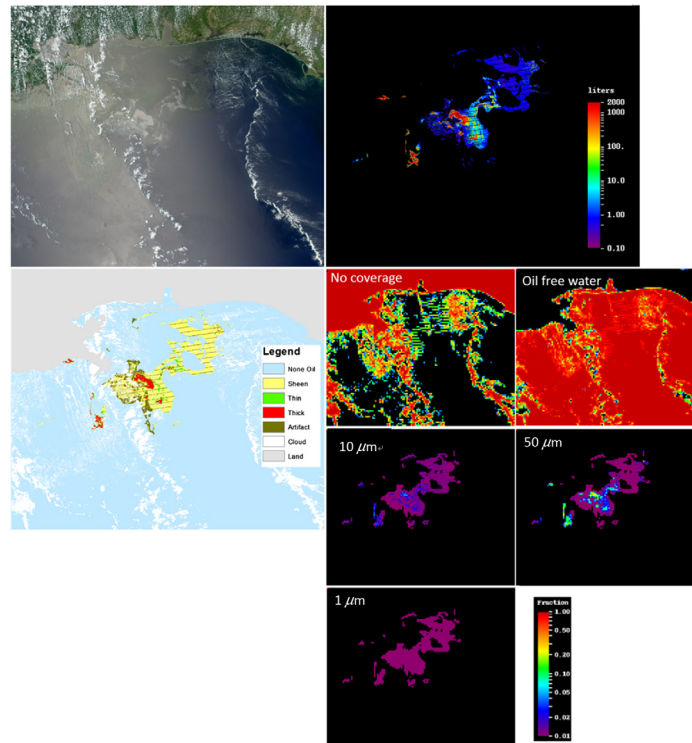 liters
2000
1000
100.
10.0
1.00
0.10
Legend
None Oil
Sheen
Thin
Thick
Artifact
Cloud
Land
No coverage
Oil free water
10 μm
50 μm
1 μm
Fraction
1.00
0.50
0.20
0.10
0.05
0.02
0.01